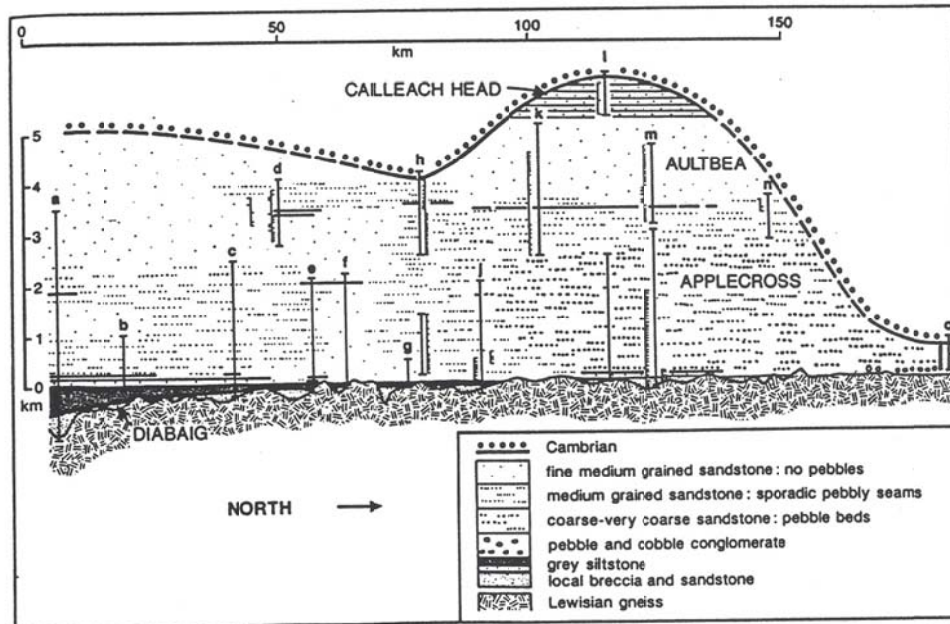 0 50 100 150
km km
l
CAILLEACH HEAD
k
5
h
m
d
AULTBEA
4
n
a
3
c
e f j
APPLECROSS
2
b
1
g
0
km
DIABAIG
Cambrian
fine medium grained sandstone: no pebbles
medium grained sandstone: sporadic pebbly seams
NORTH
coarse-very coarse sandstone: pebble beds
pebble and cobble conglomerate
grey siltstone
local breccia and sandstone
Lewisian gneiss